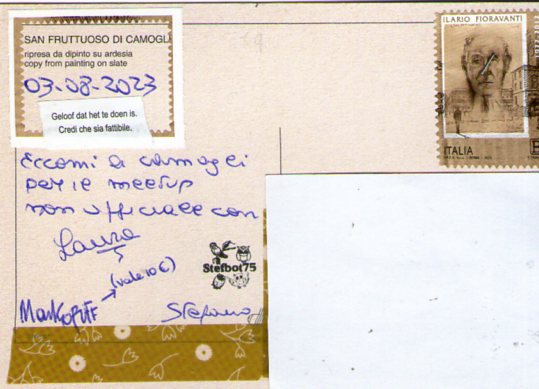 SAN FRUTTUOSO DI CAMOGLI
ripresa da dipinto su ardesia
copy from painting on slate
03-08-2023
Geloof dat het te doen is.
Credi che sia fattibile.
Eccomi a Camogli
per il meetup
non ufficiale con
Laura
(vale 10€)
MarkoPuff
Stefano
Stefbot75
ILARIO FIORAVANTI
ITALIA
B